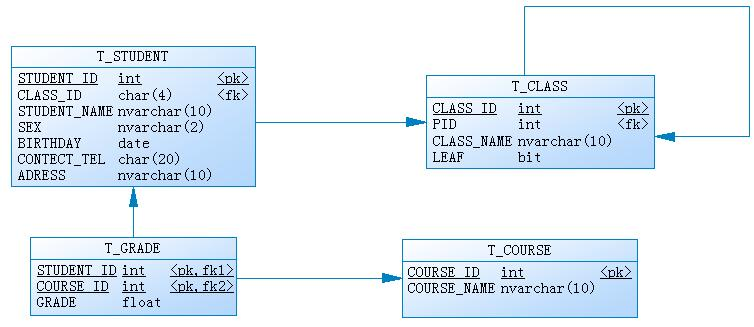 T_STUDENT
STUDENT_ID int <pk>
CLASS_ID char(4) <fk>
STUDENT_NAME nvarchar(10)
SEX nvarchar(2)
BIRTHDAY date
CONTECT_TEL char(20)
ADRESS nvarchar(10)
T_CLASS
CLASS_ID int <pk>
PID int <fk>
CLASS_NAME nvarchar(10)
LEAF bit
T_GRADE
STUDENT_ID int <pk,fk1>
COURSE_ID int <pk,fk2>
GRADE float
T_COURSE
COURSE_ID int <pk>
COURSE_NAME nvarchar(10)